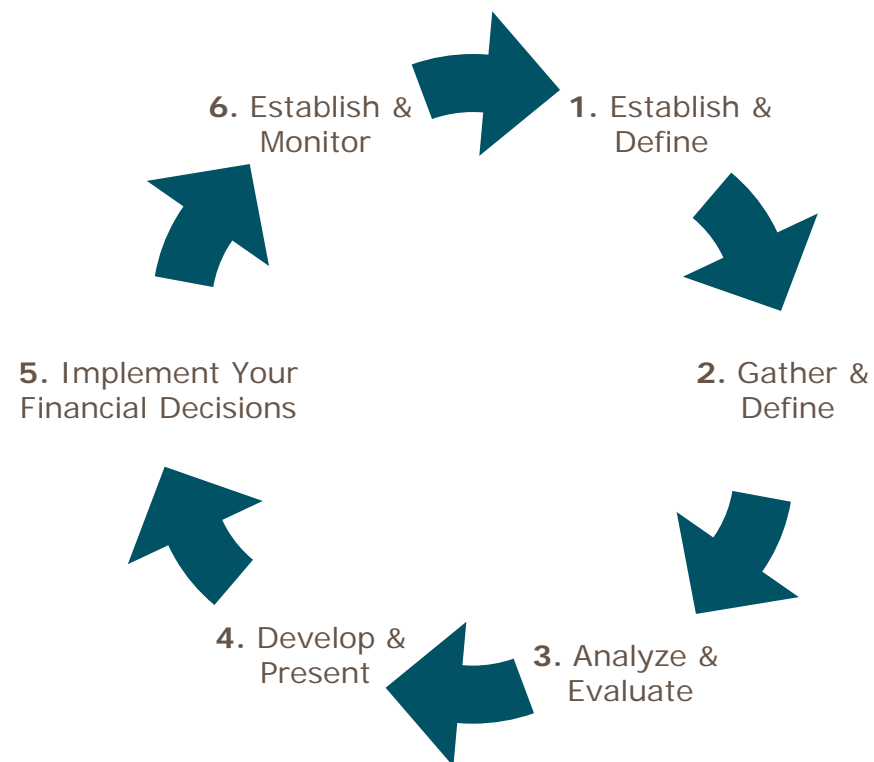 1. Establish &
Define
2. Gather &
Define
3. Analyze &
Evaluate
4. Develop &
Present
5. Implement Your
Financial Decisions
6. Establish &
Monitor